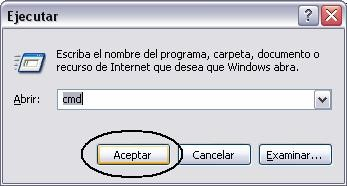 Ejecutar
Escriba el nombre del programa, carpeta, documento o
recurso de Internet que desea que Windows abra.
Abrir: cmd
Aceptar Cancelar Examinar...